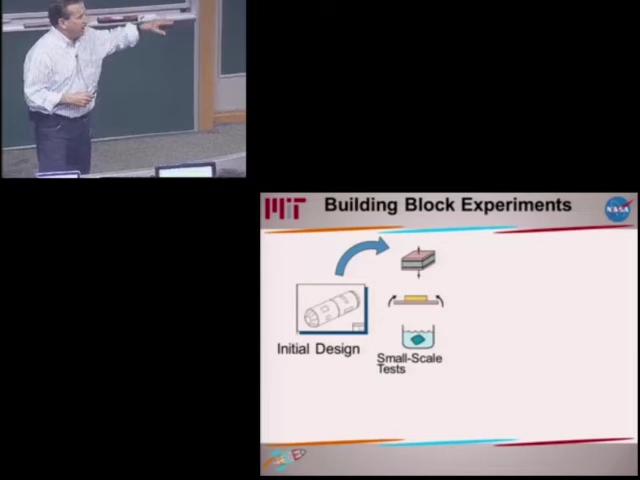 MIT
Building Block Experiments
NASA
Initial Design
Small-Scale
Tests